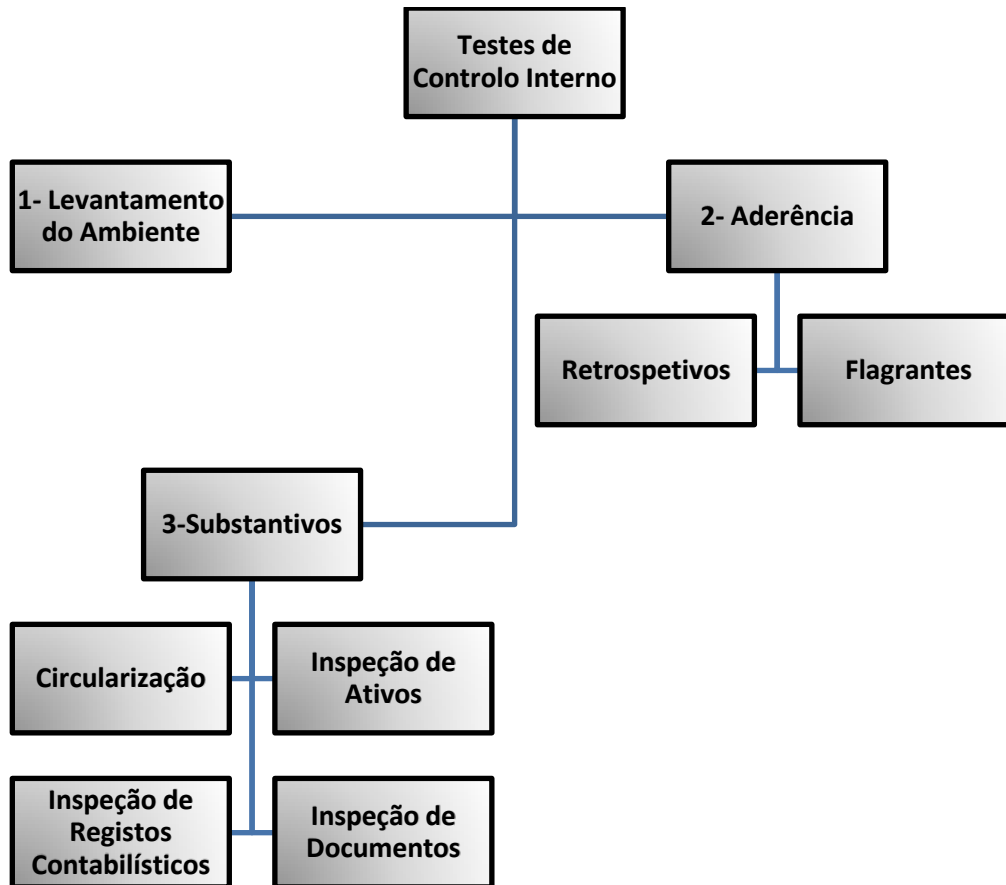 Testes de
Controlo Interno
1- Levantamento
do Ambiente
2- Aderência
Retrospetivos
Flagrantes
3-Substantivos
Circularização
Inspeção de
Ativos
Inspeção de
Registos
Contabilísticos
Inspeção de
Documentos